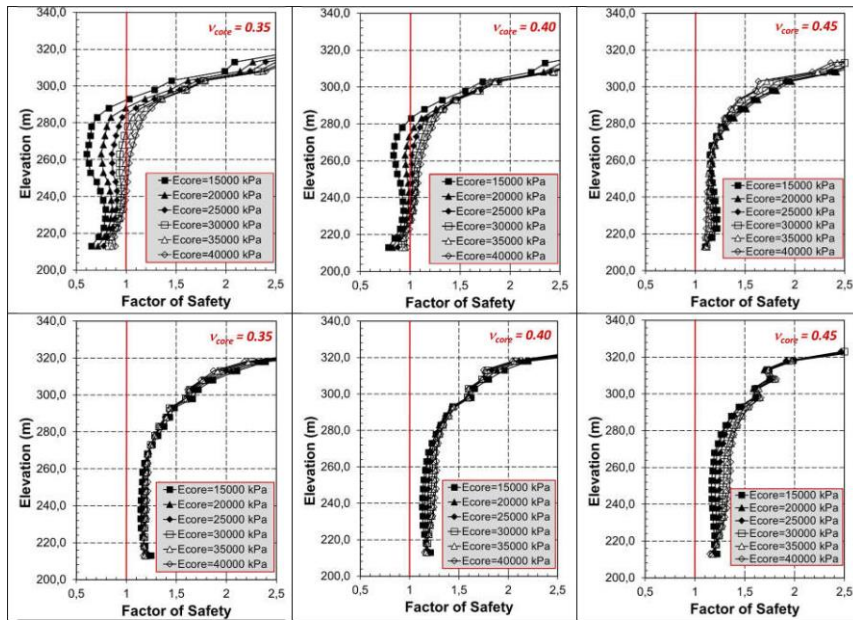 ν core = 0.35
Elevation (m)
340,0
320,0
300,0
280,0
260,0
240,0
220,0
200,0
Ecore=15000 kPa
Ecore=20000 kPa
Ecore=25000 kPa
Ecore=30000 kPa
Ecore=35000 kPa
Ecore=40000 kPa
0,5 1 1,5 2 2,5
Factor of Safety
ν core = 0.40
Elevation (m)
340,0
320,0
300,0
280,0
260,0
240,0
220,0
200,0
Ecore=15000 kPa
Ecore=20000 kPa
Ecore=25000 kPa
Ecore=30000 kPa
Ecore=35000 kPa
Ecore=40000 kPa
0,5 1 1,5 2 2,5
Factor of Safety
ν core = 0.45
Elevation (m)
340,0
320,0
300,0
280,0
260,0
240,0
220,0
200,0
Ecore=15000 kPa
Ecore=20000 kPa
Ecore=25000 kPa
Ecore=30000 kPa
Ecore=35000 kPa
Ecore=40000 kPa
0,5 1 1,5 2 2,5
Factor of Safety
ν core = 0.35
Elevation (m)
340,0
320,0
300,0
280,0
260,0
240,0
220,0
200,0
Ecore=15000 kPa
Ecore=20000 kPa
Ecore=25000 kPa
Ecore=30000 kPa
Ecore=35000 kPa
Ecore=40000 kPa
0,5 1 1,5 2 2,5
Factor of Safety
ν core = 0.40
Elevation (m)
340,0
320,0
300,0
280,0
260,0
240,0
220,0
200,0
Ecore=15000 kPa
Ecore=20000 kPa
Ecore=25000 kPa
Ecore=30000 kPa
Ecore=35000 kPa
Ecore=40000 kPa
0,5 1 1,5 2 2,5
Factor of Safety
ν core = 0.45
Elevation (m)
340,0
320,0
300,0
280,0
260,0
240,0
220,0
200,0
Ecore=15000 kPa
Ecore=20000 kPa
Ecore=25000 kPa
Ecore=30000 kPa
Ecore=35000 kPa
Ecore=40000 kPa
0,5 1 1,5 2 2,5
Factor of Safety